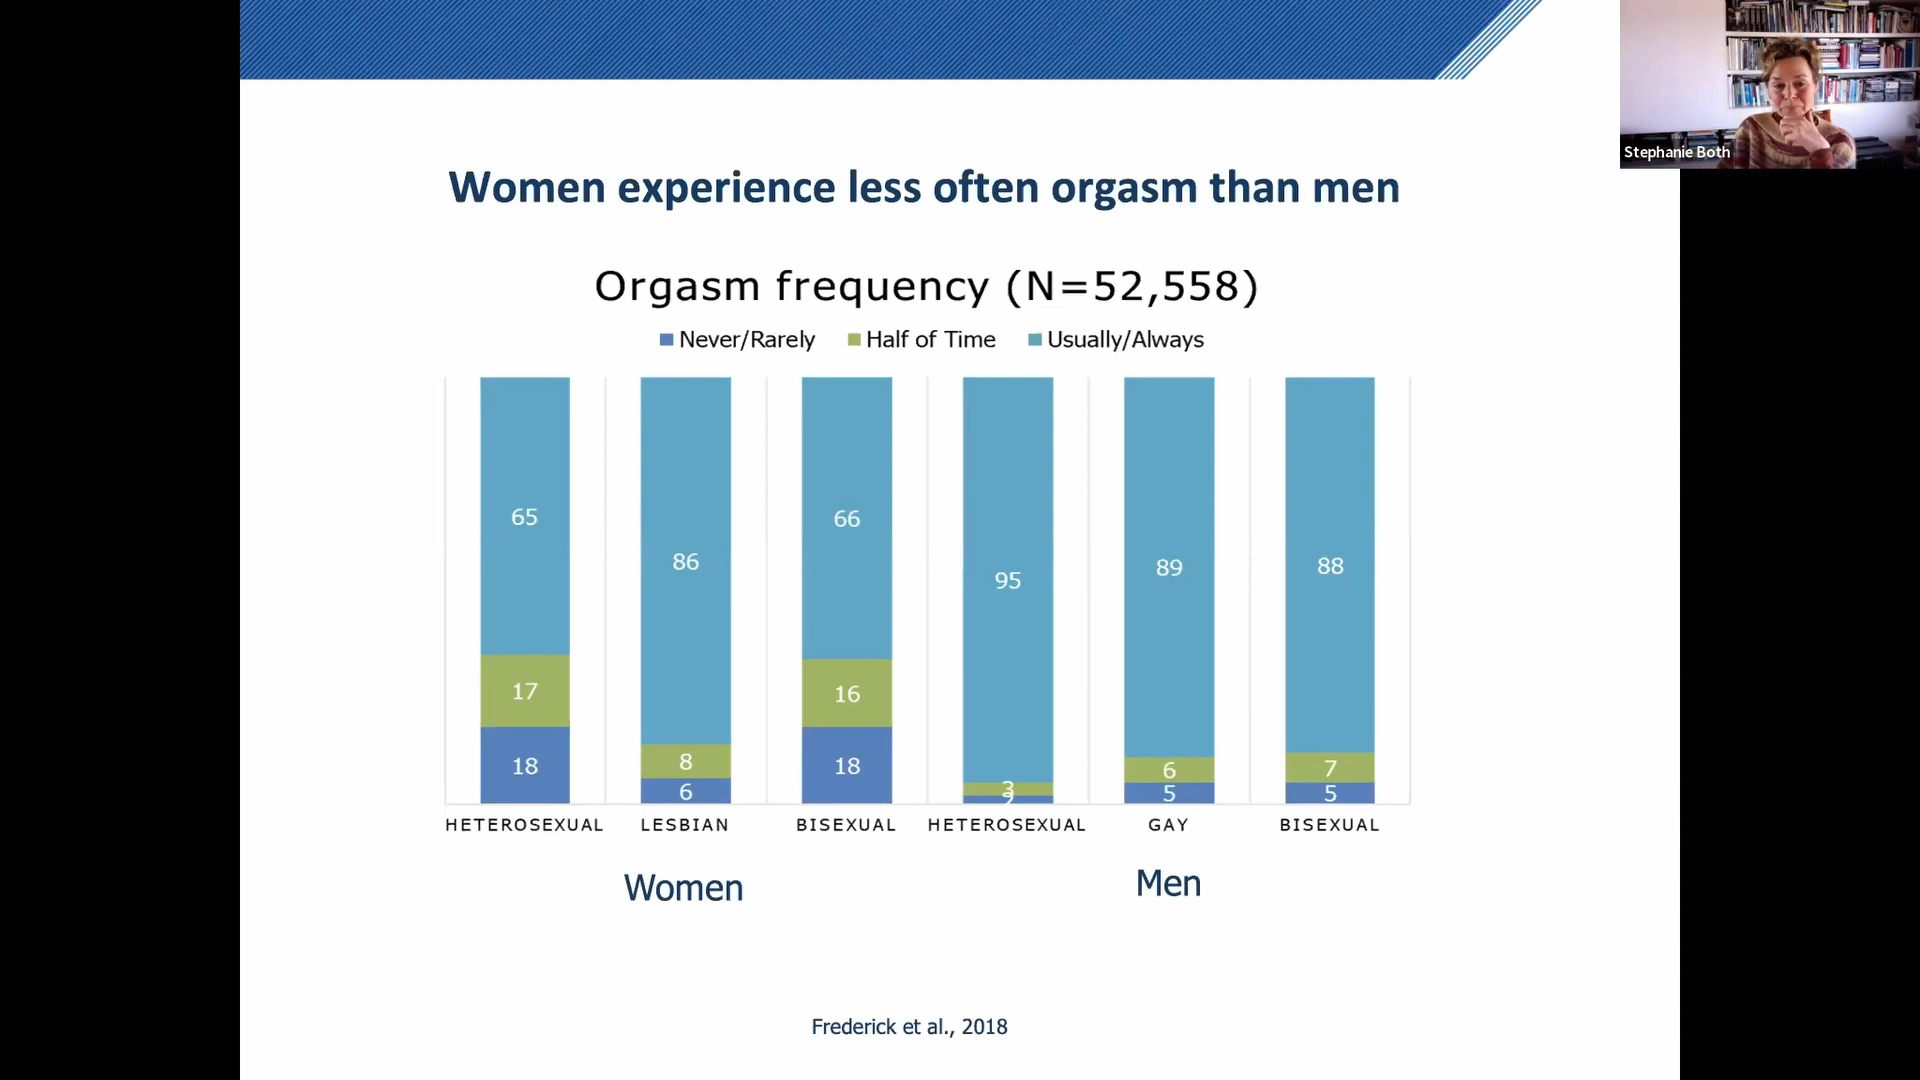 Stephanie Both
Women experience less often orgasm than men
Orgasm frequency (N=52,558)
Never/Rarely Half of Time Usually/Always
65 86 66 95 89 88
17 8 16 3 6 7
18 6 18 2 5 5
HETEROSEXUAL LESBIAN BISEXUAL HETEROSEXUAL GAY BISEXUAL
Women Men
Frederick et al., 2018